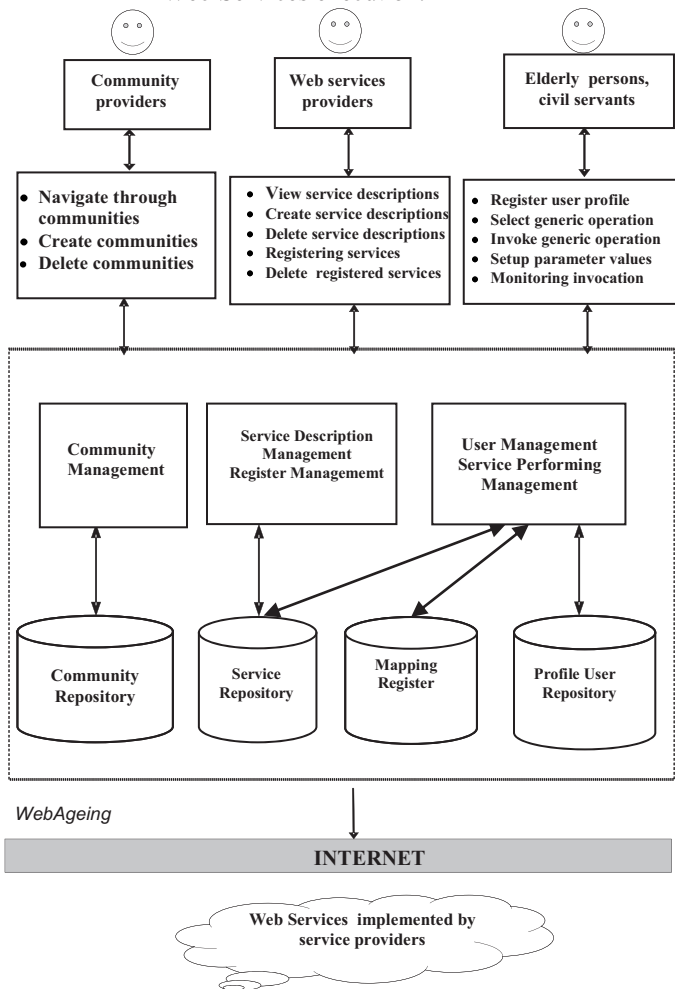 Community
providers
Web services
providers
Elderly persons,
civil servants
• Navigate through
communities
• Create communities
• Delete communities
• View service descriptions
• Create service descriptions
• Delete service descriptions
• Registering services
• Delete registered services
• Register user profile
• Select generic operation
• Invoke generic operation
• Setup parameter values
• Monitoring invocation
Community
Management
Service Description
Management
Register Managememt
User Management
Service Performing
Management
Community
Repository
Service
Repository
Mapping
Register
Profile User
Repository
WebAgeing
INTERNET
Web Services implemented by
service providers